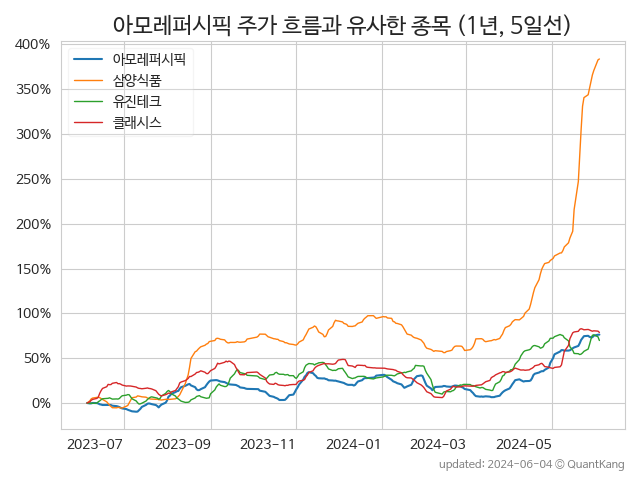 아모레퍼시픽 주가 흐름과 유사한 종목 (1년, 5일선)
400%
350%
300%
250%
200%
150%
100%
50%
0%
아모레퍼시픽
삼양식품
유진테크
클래시스
2023-07
2023-09
2023-11
2024-01
2024-03
2024-05
updated: 2024-06-04 © QuantKang